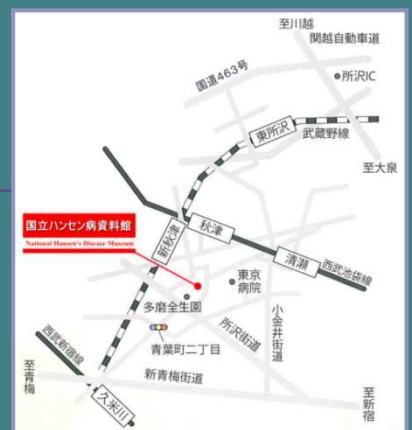 至川越
関越自動車道
国道463号
所沢IC
東所沢
武蔵野線
至大泉
国立ハンセン病資料館
National Hansen's Disease Museum
新秋津
秋津
清瀬
西武池袋線
東京
病院
多磨全生園
所沢街道
小金井街道
青葉町二丁目
西武新宿線
新青梅街道
至青梅
久米川
至新宿